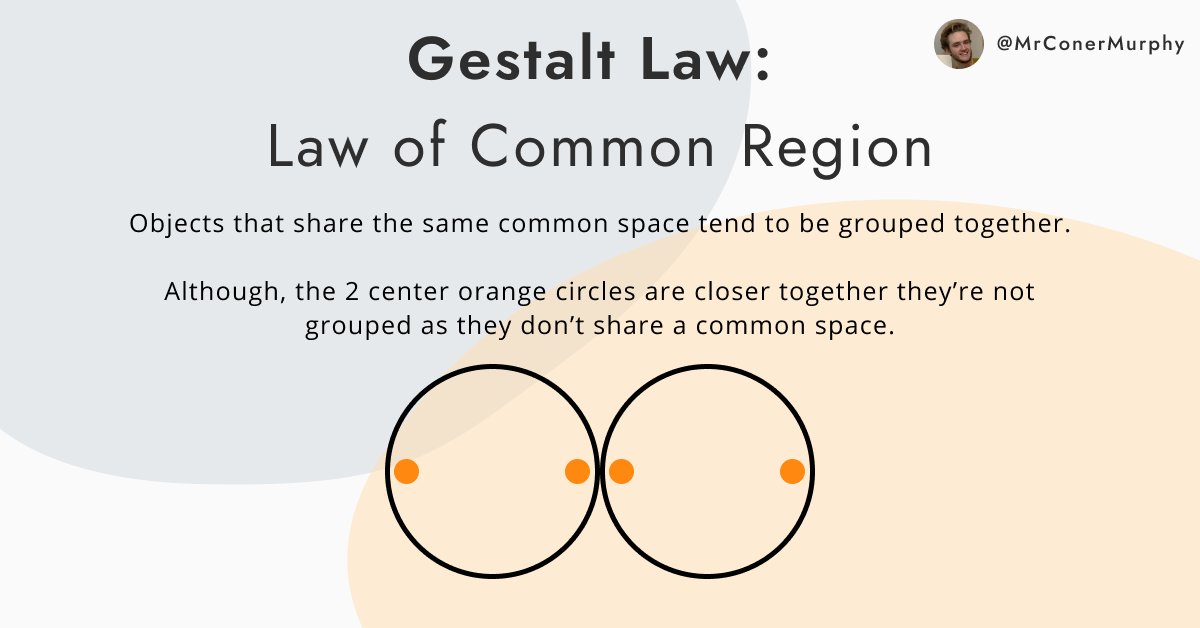 Gestalt Law:
@MrConerMurphy
Law of Common Region
Objects that share the same common space tend to be grouped together.
Although, the 2 center orange circles are closer together they’re not
grouped as they don’t share a common space.